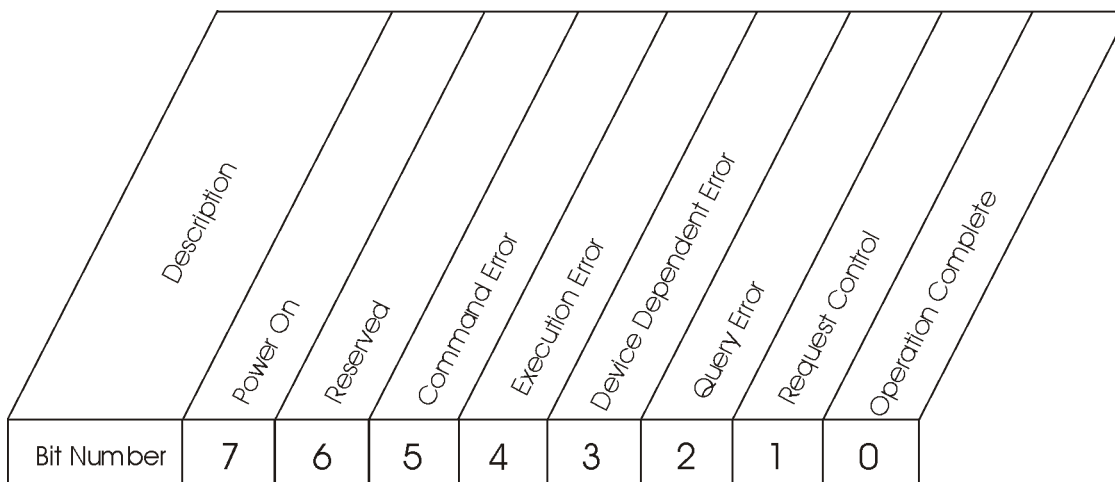 Description
Power On
Reserved
Command Error
Execution Error
Device Dependent Error
Query Error
Request Control
Operation Complete
Bit Number 7 6 5 4 3 2 1 0